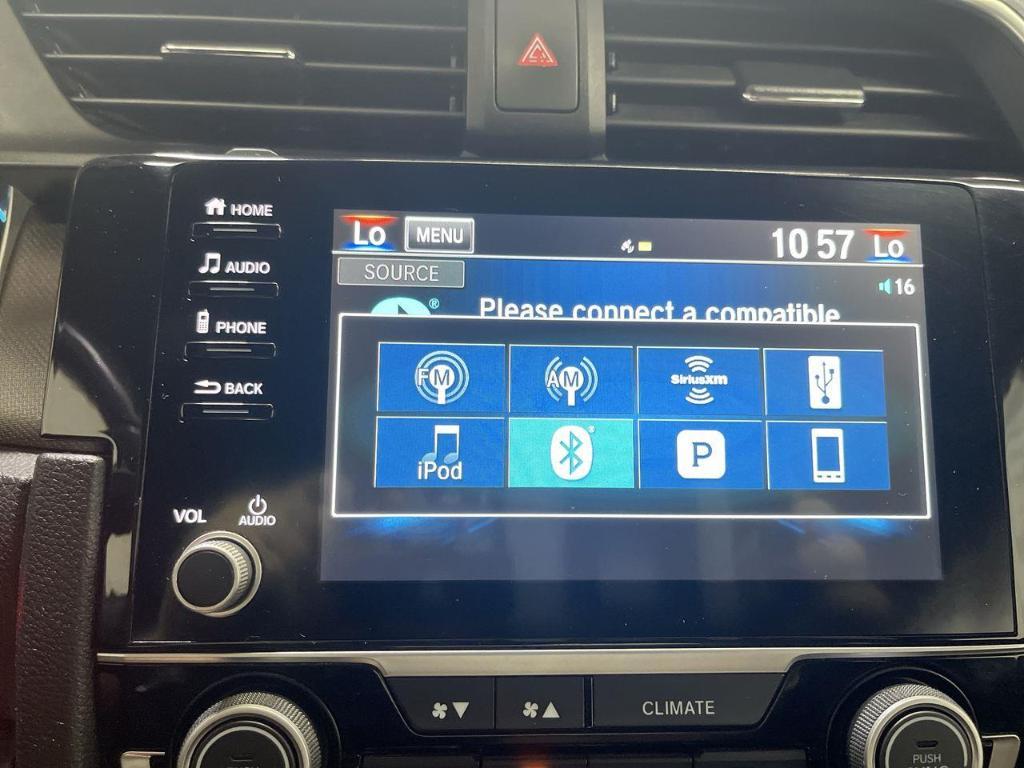 HOME
AUDIO
PHONE
BACK
VOL
AUDIO
Lo MENU 10 57 Lo
SOURCE
16
® Please connect a compatible
FM AM SiriusXM
iPod P
CLIMATE
PUSH